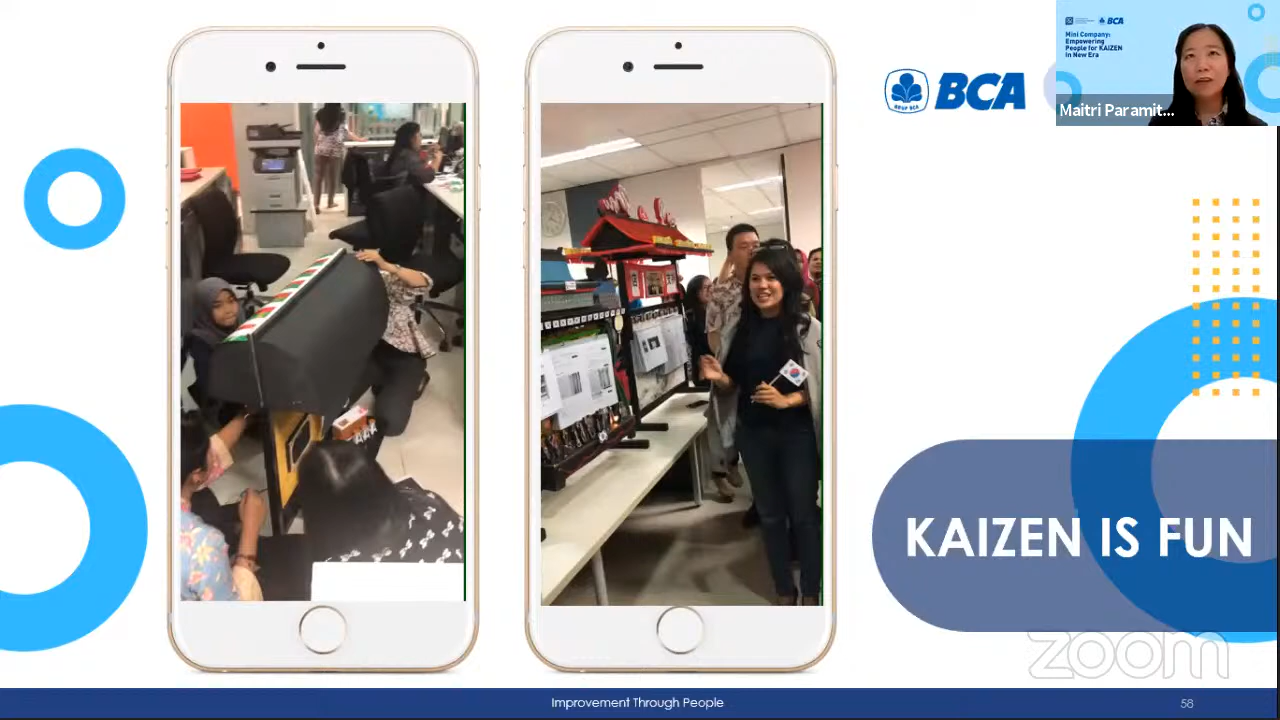 BCA
Mini Company:
Empowering
People for KAIZEN
in New Era
Maitri Paramit...
BCA
KAIZEN IS FUN
zoom
Improvement Through People
58